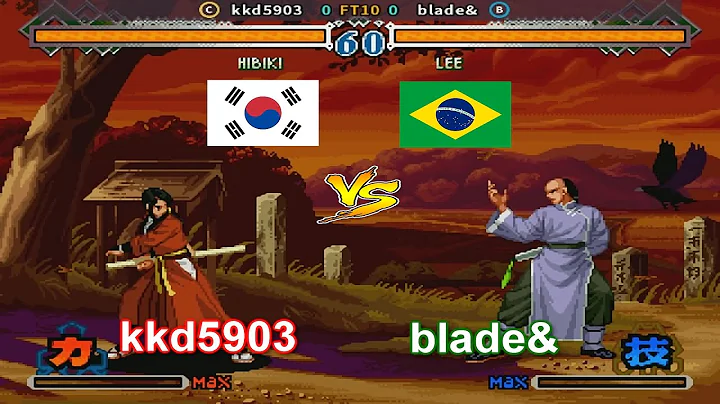 C kkd5903 0 FT10 0 blade& B
60
HIBIKI LEE
VS
力 kkd5903 blade& 技
MAX MAX